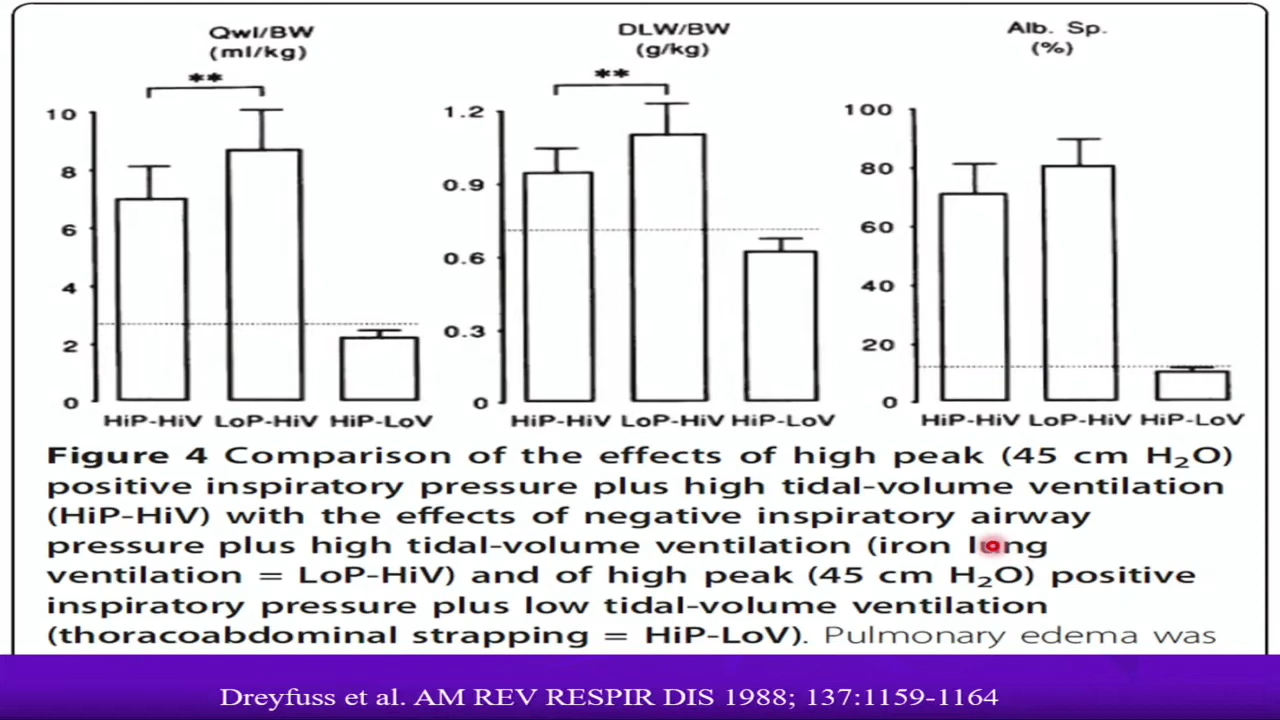 Qwl/BW
(ml/kg)
**
10
8
6
4
2
0
HiP-HiV LoP-HiV HiP-LoV
DLW/BW
(g/kg)
**
1.2
0.9
0.6
0.3
0
HiP-HiV LoP-HiV HiP-LoV
Alb. Sp.
(%)
100
80
60
40
20
0
HiP-HiV LoP-HiV HiP-LoV
Figure 4 Comparison of the effects of high peak (45 cm H₂O)
positive inspiratory pressure plus high tidal-volume ventilation
(HiP-HiV) with the effects of negative inspiratory airway
pressure plus high tidal-volume ventilation (iron lung
ventilation = LoP-HiV) and of high peak (45 cm H₂O) positive
inspiratory pressure plus low tidal-volume ventilation
(thoracoabdominal strapping = HiP-LoV). Pulmonary edema was
Dreyfuss et al. AM REV RESPIR DIS 1988; 137:1159-1164